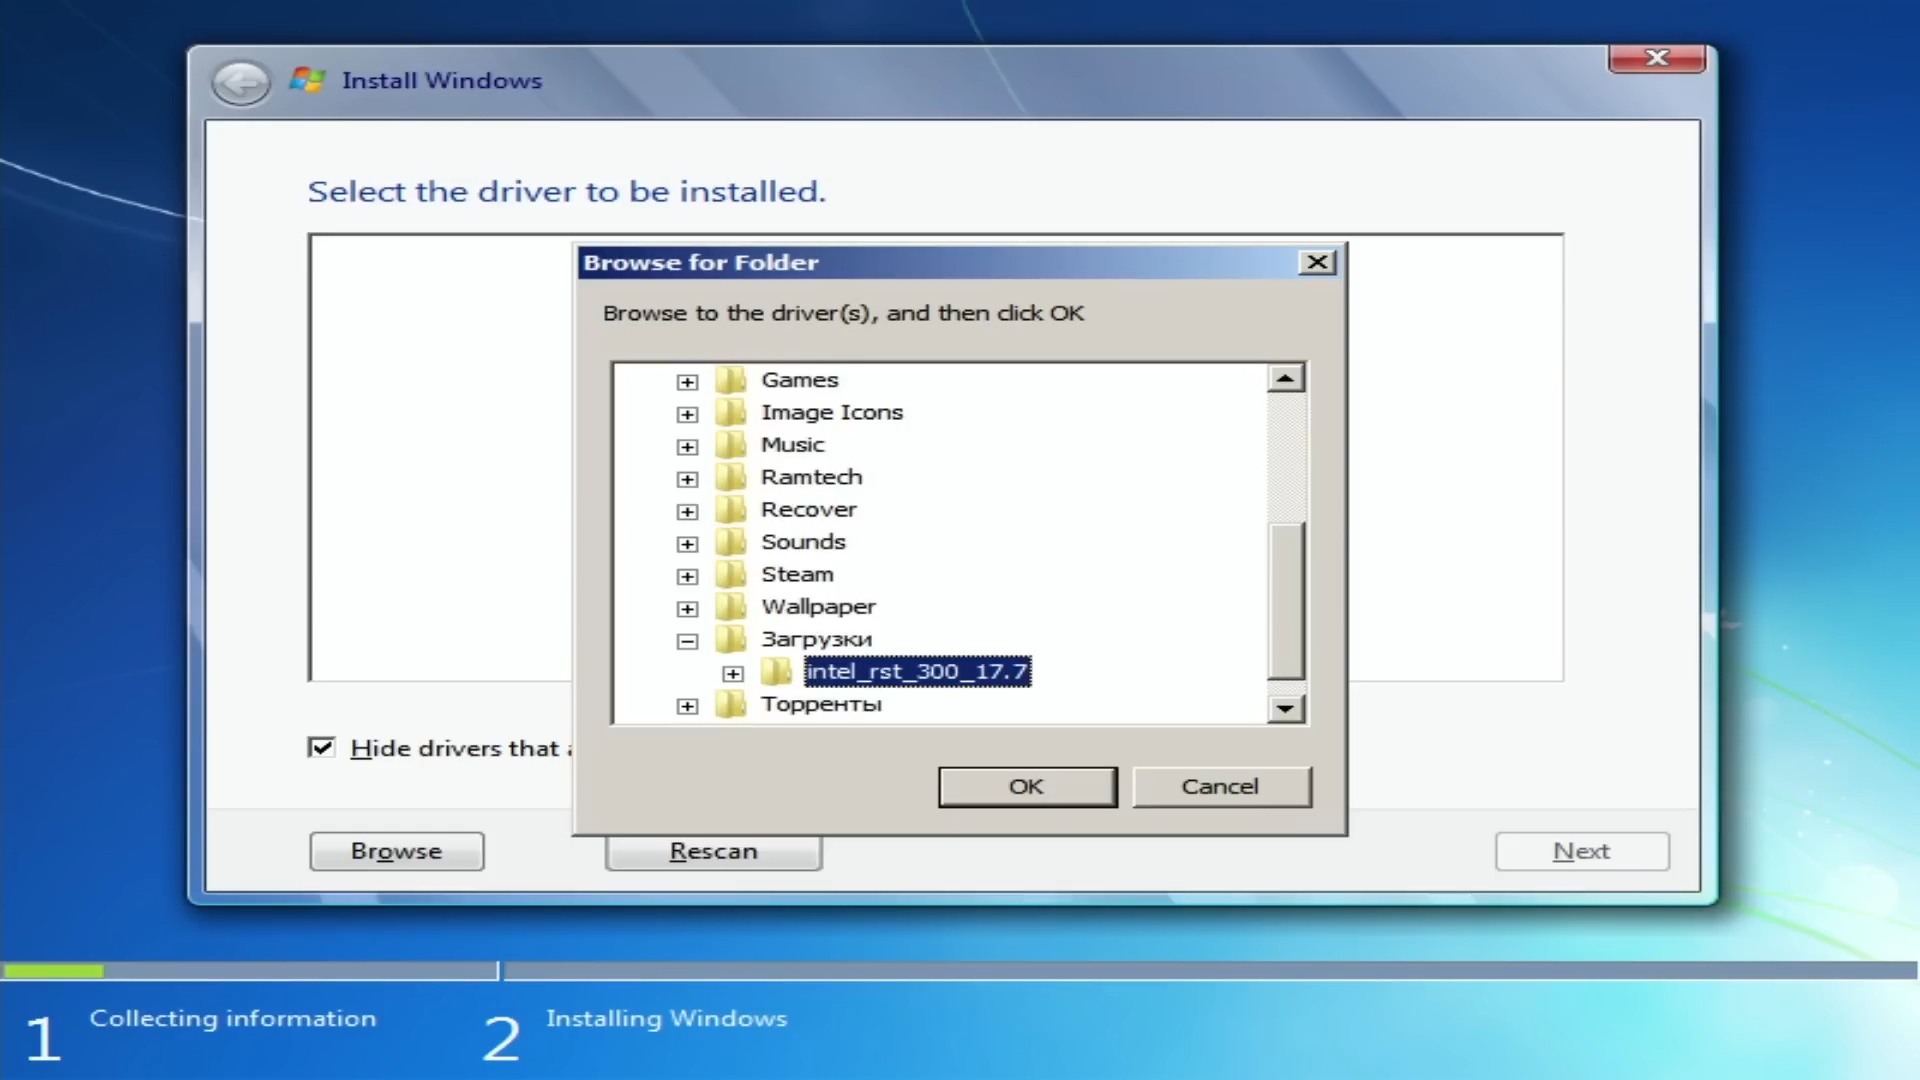 Install Windows
Select the driver to be installed.
Browse for Folder
Browse to the driver(s), and then click OK
Games
Image Icons
Music
Ramtech
Recover
Sounds
Steam
Wallpaper
Загрузки
intel_rst_300_17.7
Торренты
Hide drivers that
OK
Cancel
Browse
Rescan
Next
1 Collecting information
2 Installing Windows